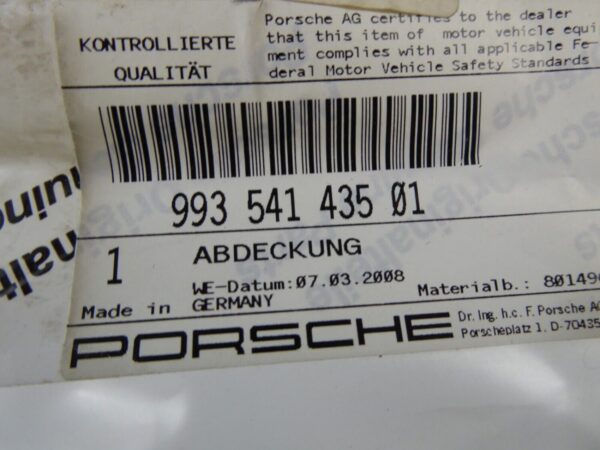 KONTROLLIERTE
QUALITÄT
Porsche AG certifies to the dealer
that this item of motor vehicle equi
ment complies with all applicable Fe
deral Motor Vehicle Safety Standards
993 541 435 01
1
ABDECKUNG
WE-Datum:07.03.2008
Materialb.: 80149
Made in GERMANY
PORSCHE
Dr. Ing. h.c. F. Porsche AG
Porscheplatz 1, D-70435